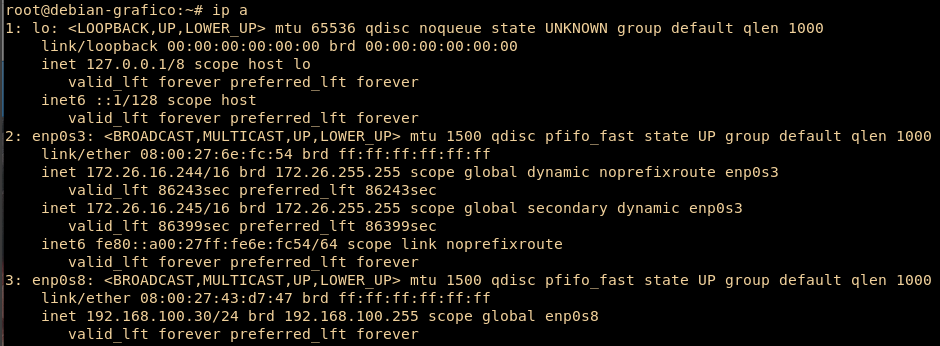 root@debian-grafico:~# ip a
1: lo: <LOOPBACK,UP,LOWER_UP> mtu 65536 qdisc noqueue state UNKNOWN group default qlen 1000
    link/loopback 00:00:00:00:00:00 brd 00:00:00:00:00:00
    inet 127.0.0.1/8 scope host lo
       valid_lft forever preferred_lft forever
    inet6 ::1/128 scope host
       valid_lft forever preferred_lft forever
2: enp0s3: <BROADCAST,MULTICAST,UP,LOWER_UP> mtu 1500 qdisc pfifo_fast state UP group default qlen 1000
    link/ether 08:00:27:6e:fc:54 brd ff:ff:ff:ff:ff:ff
    inet 172.26.16.244/16 brd 172.26.255.255 scope global dynamic noprefixroute enp0s3
       valid_lft 86243sec preferred_lft 86243sec
    inet 172.26.16.245/16 brd 172.26.255.255 scope global secondary dynamic enp0s3
       valid_lft 86399sec preferred_lft 86399sec
    inet6 fe80::a00:27ff:fe6e:fc54/64 scope link noprefixroute
       valid_lft forever preferred_lft forever
3: enp0s8: <BROADCAST,MULTICAST,UP,LOWER_UP> mtu 1500 qdisc pfifo_fast state UP group default qlen 1000
    link/ether 08:00:27:43:d7:47 brd ff:ff:ff:ff:ff:ff
    inet 192.168.100.30/24 brd 192.168.100.255 scope global enp0s8
       valid_lft forever preferred_lft forever